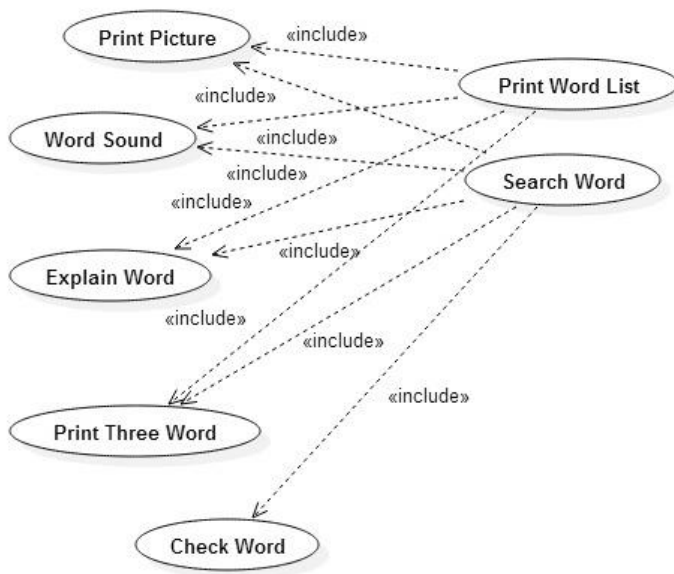 Print Picture
«include»
Print Word List
«include»
Word Sound
«include»
«include»
Search Word
«include»
Explain Word
«include»
«include»
«include»
«include»
Print Three Word
Check Word